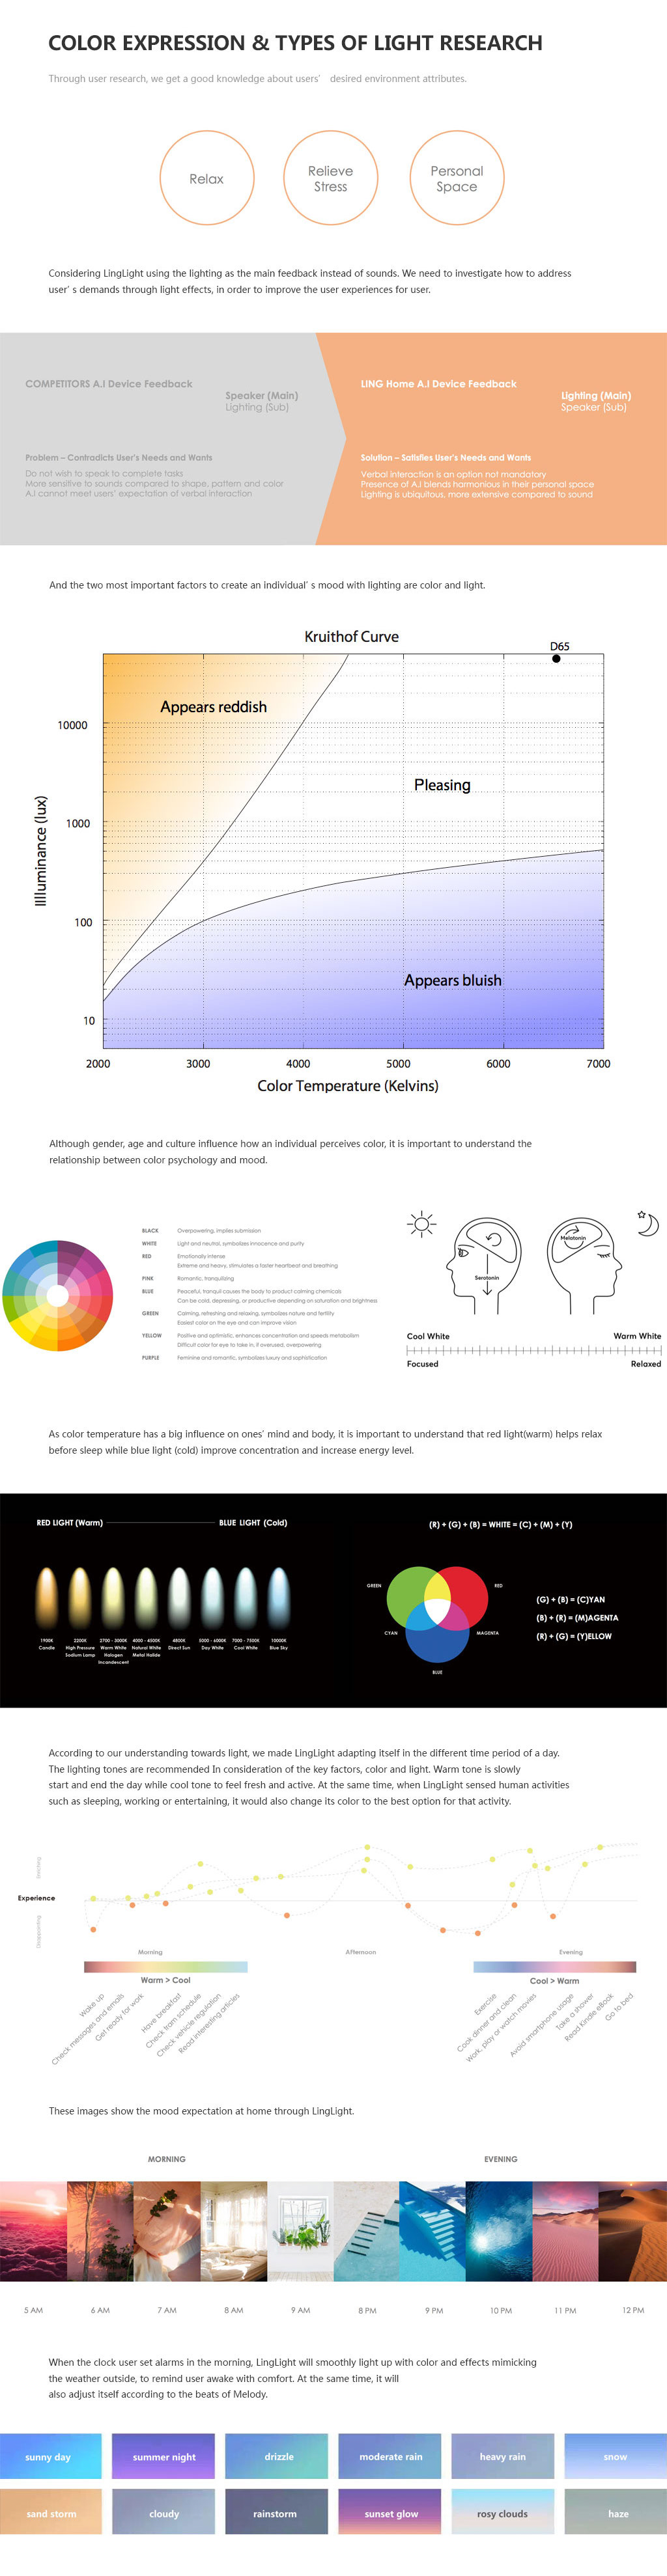 COLOR EXPRESSION & TYPES OF LIGHT RESEARCH
Through user research, we get a good knowledge about users' desired environment attributes.
Relax
Relieve
Stress
Personal
Space
Considering LingLight using the lighting as the main feedback instead of sounds. We need to investigate how to address
user' s demands through light effects, in order to improve the user experiences for user.
COMPETITORS A.I Device Feedback
Speaker (Main)
Lighting (Sub)
Problem – Contradicts User's Needs and Wants
Do not wish to speak to complete tasks
More sensitive to sounds compared to shape, pattern and color
A.I cannot meet users' expectation of verbal interaction
LING Home A.I Device Feedback
Lighting (Main)
Speaker (Sub)
Solution – Satisfies User's Needs and Wants
Verbal interaction is an option not mandatory
Presence of A.I blends harmonious in their personal space
Lighting is ubiquitous, more extensive compared to sound
And the two most important factors to create an individual' s mood with lighting are color and light.
Kruithof Curve
D65
Appears reddish
Pleasing
Appears bluish
Illluminance (lux)
10000
1000
100
10
2000
3000
4000
5000
6000
7000
Color Temperature (Kelvins)
Although gender, age and culture influence how an individual perceives color, it is important to understand the
relationship between color psychology and mood.
BLACK Overpowering, implies submission
WHITE Light and neutral, symbolizes innocence and purity
RED Emotionally intense
Extreme and heavy, stimulates a faster heartbeat and breathing
PINK Romantic, tranquilizing
BLUE Peaceful, tranquil causes the body to product calming chemicals
Can be cold, depressing, or productive depending on saturation and brightness
GREEN Calming, refreshing and relaxing, symbolizes nature and fertility
Easiest color on the eye and can improve vision
YELLOW Positive and optimistic, enhances concentration and speeds metabolism
Difficult color for eye to take in, if overused, overpowering
PURPLE Feminine and romantic, symbolizes luxury and sophistication
Serotonin
Melatonin
Cool White
Warm White
Focused
Relaxed
As color temperature has a big influence on ones' mind and body, it is important to understand that red light(warm) helps relax
before sleep while blue light (cold) improve concentration and increase energy level.
RED LIGHT (Warm)
BLUE LIGHT (Cold)
1900K
Candle
2200K
High Pressure
Sodium Lamp
2700 - 3000K
Warm White
Halogen
Incandescent
4000 - 4500K
Natural White
Metal Halide
4800K
Direct Sun
5000 - 6000K
Day White
7000 - 7500K
Cool White
10000K
Blue Sky
(R) + (G) + (B) = WHITE = (C) + (M) + (Y)
GREEN
RED
CYAN
MAGENTA
BLUE
(G) + (B) = (C)YAN
(B) + (R) = (M)AGENTA
(R) + (G) = (Y)ELLOW
According to our understanding towards light, we made LingLight adapting itself in the different time period of a day.
The lighting tones are recommended In consideration of the key factors, color and light. Warm tone is slowly
start and end the day while cool tone to feel fresh and active. At the same time, when LingLight sensed human activities
such as sleeping, working or entertaining, it would also change its color to the best option for that activity.
Experience
Morning
Afternoon
Evening
Warm > Cool
Cool > Warm
Wake up
Check messages and emails
Get ready for work
Have breakfast
Check tram schedule
Check vehicle regulation
Read interesting articles
Exercise
Cook dinner and clean
Work, play or watch movies
Avoid smartphone usage
Take a shower
Read Kindle eBook
Go to bed
These images show the mood expectation at home through LingLight.
MORNING
EVENING
5 AM
6 AM
7 AM
8 AM
9 AM
8 PM
9 PM
10 PM
11 PM
12 PM
When the clock user set alarms in the morning, LingLight will smoothly light up with color and effects mimicking
the weather outside, to remind user awake with comfort. At the same time, it will
also adjust itself according to the beats of Melody.
sunny day
summer night
drizzle
moderate rain
heavy rain
snow
sand storm
cloudy
rainstorm
sunset glow
rosy clouds
haze